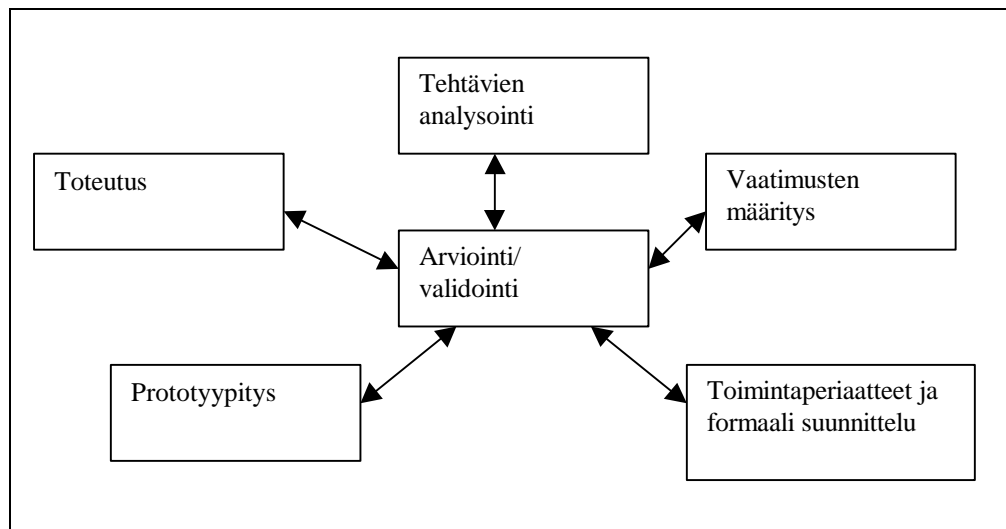 Tehtävien
analysointi
Toteutus
Vaatimusten
määritys
Arviointi/
validointi
Prototyypitys
Toimintaperiaatteet ja
formaali suunnittelu